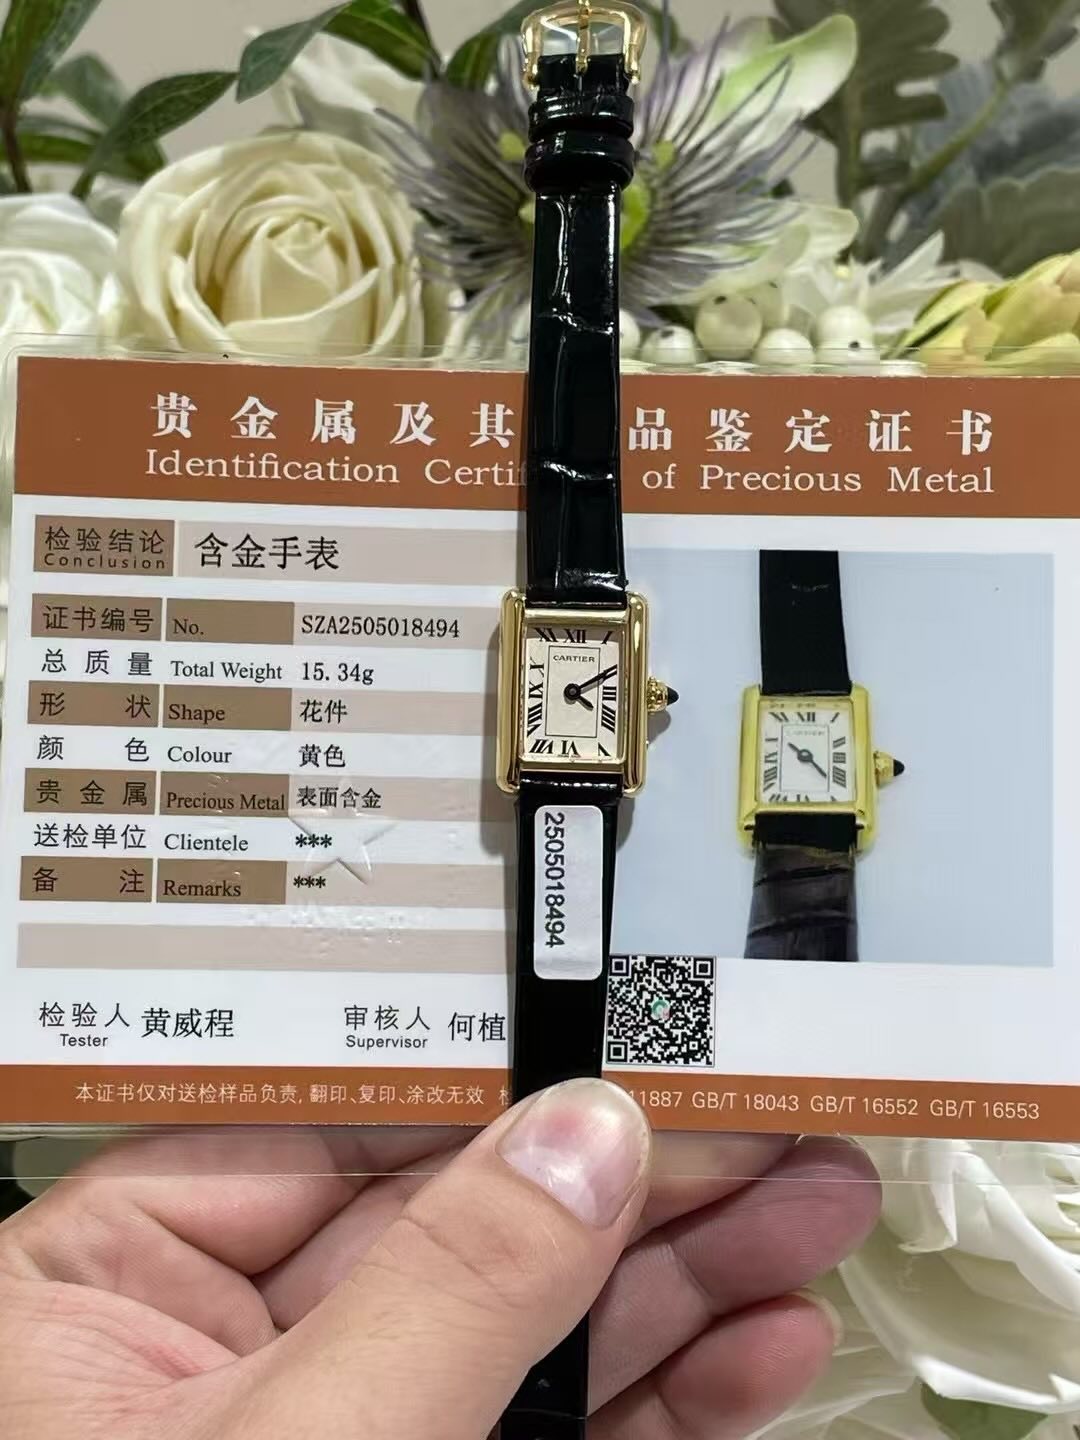 贵金属及其 品鉴定证书
Identification Certif of Precious Metal
检验结论 含金手表
Conclusion
证书编号 No. SZA2505018494
总质量 Total Weight 15.34g
形状 Shape 花件
颜色 Colour 黄色
贵金属 Precious Metal 表面含金
送检单位 Clientele ***
备注 Remarks ***
检验人 黄威程 审核人 何植
Tester Supervisor
本证书仅对送检样品负责, 翻印、复印、涂改无效 11887 GB/T 18043 GB/T 16552 GB/T 16553
XII
CARTIER
2505018494